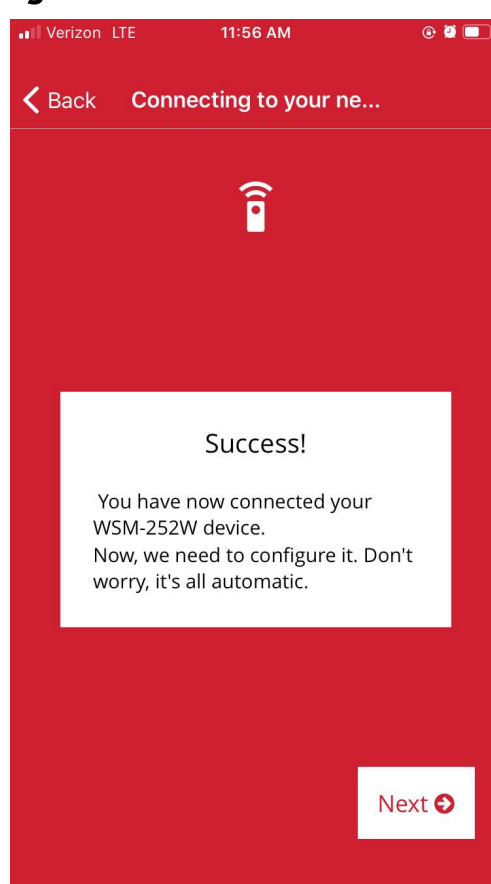 Verizon LTE 11:56 AM
Back Connecting to your ne...
Success!
You have now connected your
WSM-252W device.
Now, we need to configure it. Don't
worry, it's all automatic.
Next